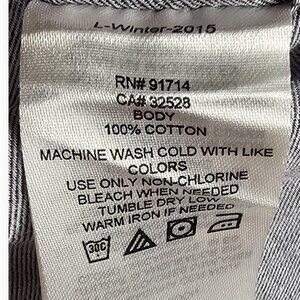 L-Winter-2015
RN# 91714
CA# 32528
BODY
100% COTTON
MACHINE WASH COLD WITH LIKE
COLORS
USE ONLY NON-CHLORINE
BLEACH WHEN NEEDED
TUMBLE DRY LOW
WARM IRON IF NEEDED
30C